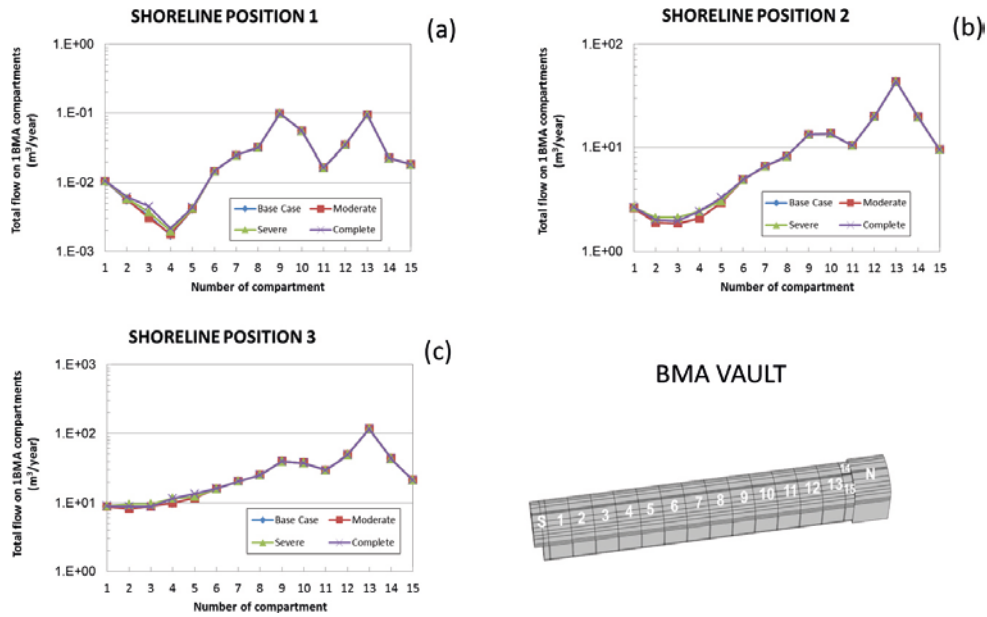 SHORELINE POSITION 1
(a)
Total flow on 1BMA compartments
(m³/year)
1.E+00
1.E-01
1.E-02
1.E-03
Base Case
Moderate
Severe
Complete
1 2 3 4 5 6 7 8 9 10 11 12 13 14 15
Number of compartment
SHORELINE POSITION 2
(b)
Total flow on 1BMA compartments
(m³/year)
1.E+02
1.E+01
1.E+00
Base Case
Moderate
Severe
Complete
1 2 3 4 5 6 7 8 9 10 11 12 13 14 15
Number of compartment
SHORELINE POSITION 3
(c)
Total flow on 1BMA compartments
(m³/year)
1.E+03
1.E+02
1.E+01
1.E+00
Base Case
Moderate
Severe
Complete
1 2 3 4 5 6 7 8 9 10 11 12 13 14 15
Number of compartment
BMA VAULT
S 1 2 3 4 5 6 7 8 9 10 11 12 13 14 15 N